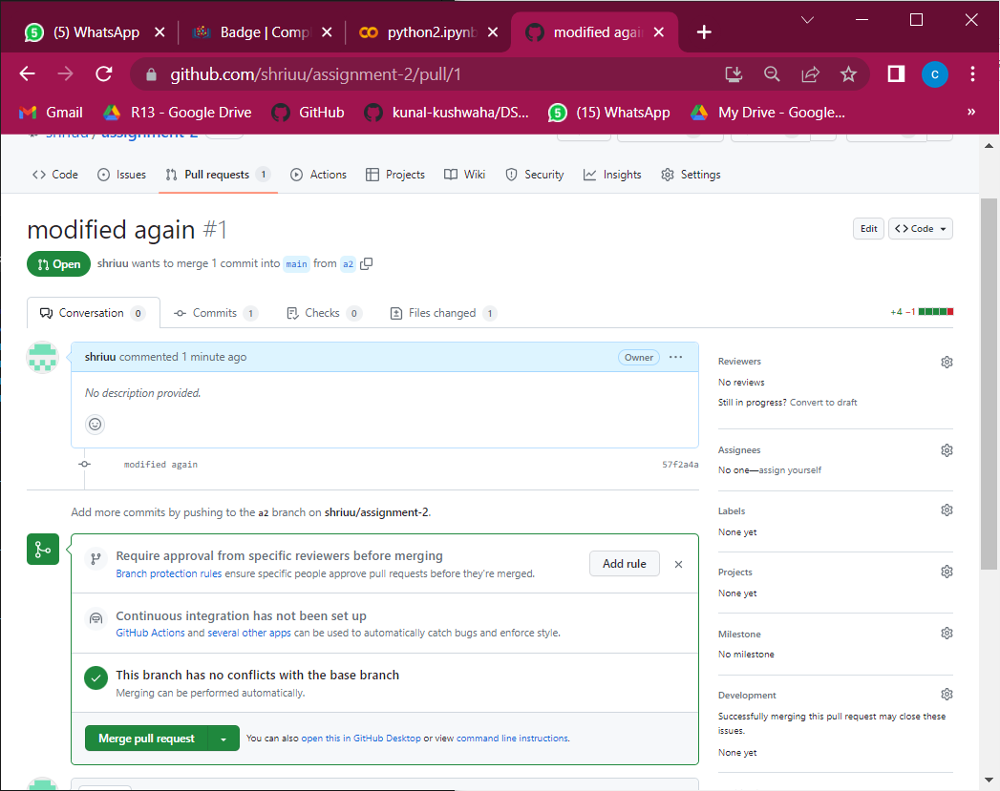 (5) WhatsApp
Badge | Compl
python2.ipynb
modified again
github.com/shriuu/assignment-2/pull/1
C
Gmail
R13 - Google Drive
GitHub
kunal-kushwaha/DS...
(15) WhatsApp
My Drive - Google...
»
shriuu / assignment-2
Code
Issues
Pull requests 1
Actions
Projects
Wiki
Security
Insights
Settings
modified again #1
Edit
Code
Open
shriuu wants to merge 1 commit into main from a2
Conversation 0
Commits 1
Checks 0
Files changed 1
+4 −1
shriuu commented 1 minute ago
Owner
No description provided.
modified again
57f2a4a
Add more commits by pushing to the a2 branch on shriuu/assignment-2.
Require approval from specific reviewers before merging
Branch protection rules ensure specific people approve pull requests before they're merged.
Add rule
Continuous integration has not been set up
GitHub Actions and several other apps can be used to automatically catch bugs and enforce style.
This branch has no conflicts with the base branch
Merging can be performed automatically.
Merge pull request
You can also open this in GitHub Desktop or view command line instructions.
Reviewers
No reviews
Still in progress? Convert to draft
Assignees
No one—assign yourself
Labels
None yet
Projects
None yet
Milestone
No milestone
Development
Successfully merging this pull request may close these
issues.
None yet